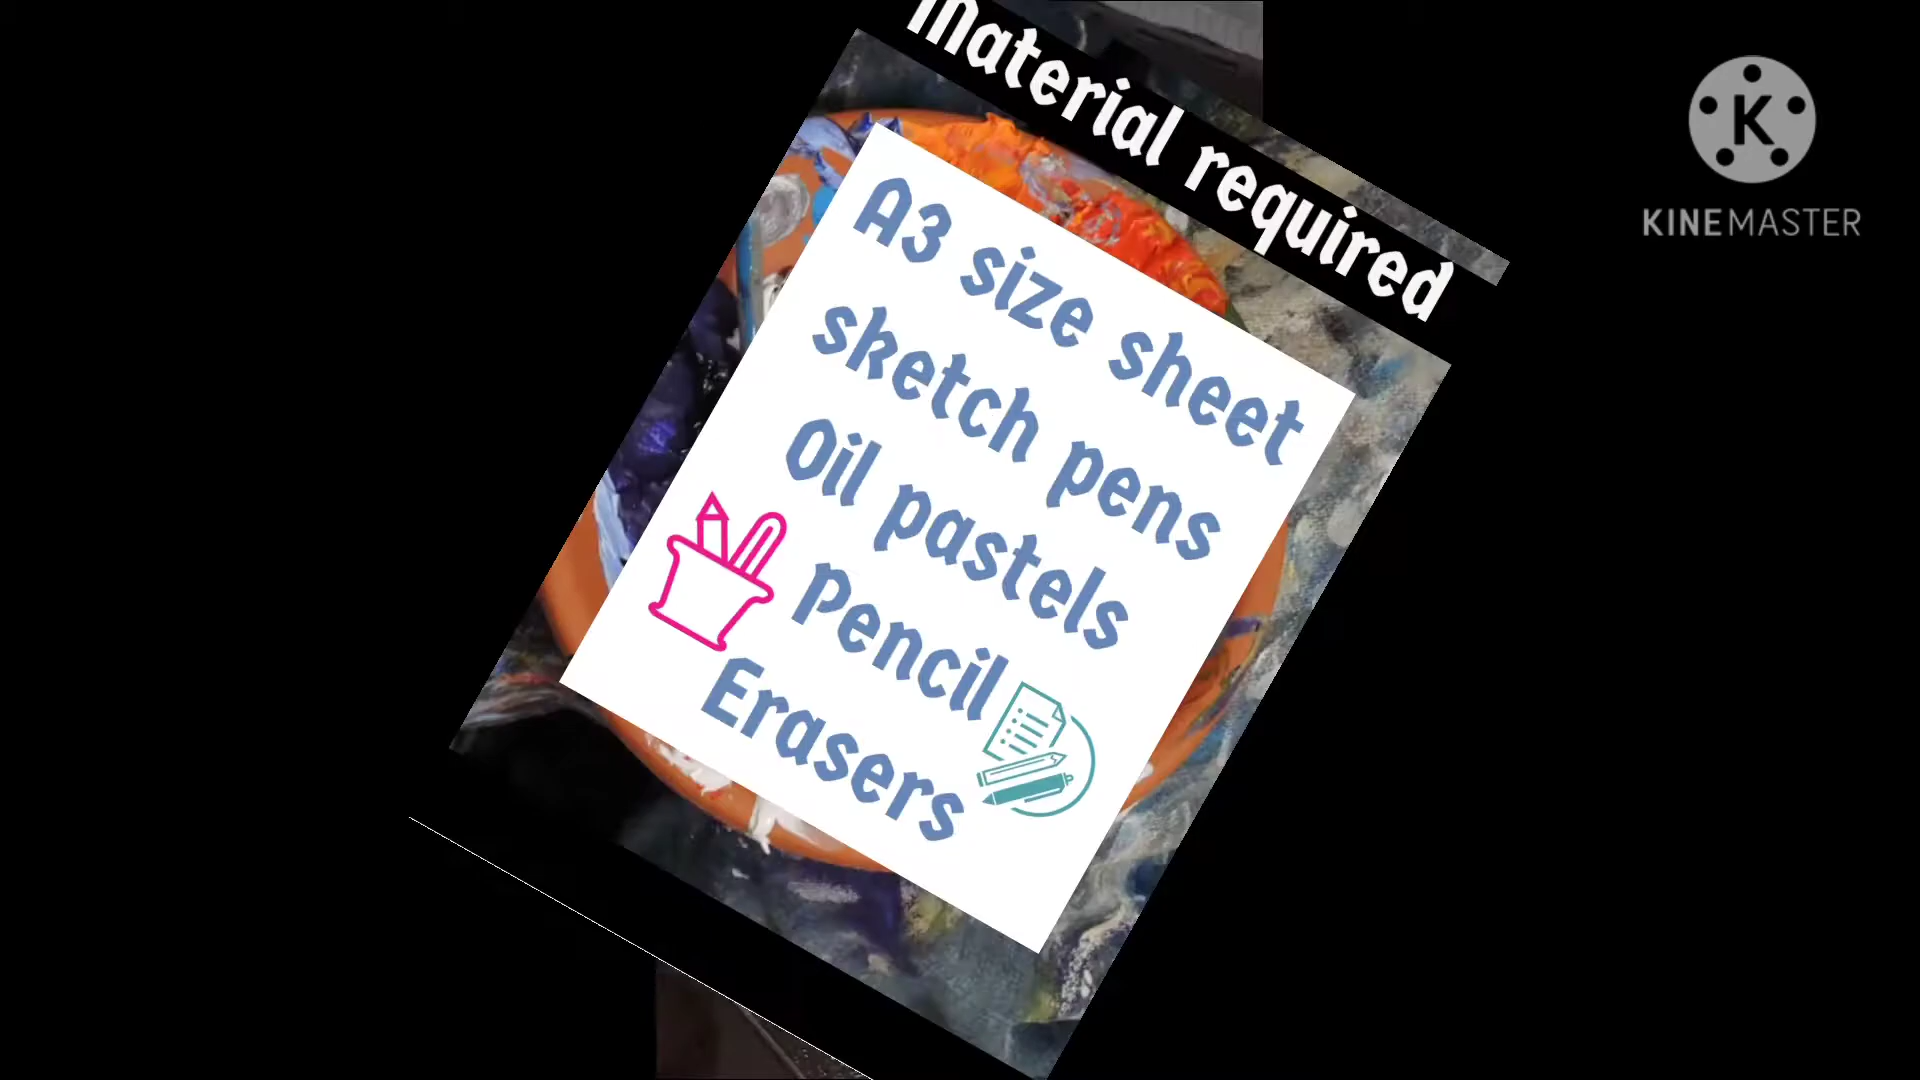 Material required
A3 size sheet
sketch pens
Oil pastels
Pencil
Erasers
K
KINEMASTER